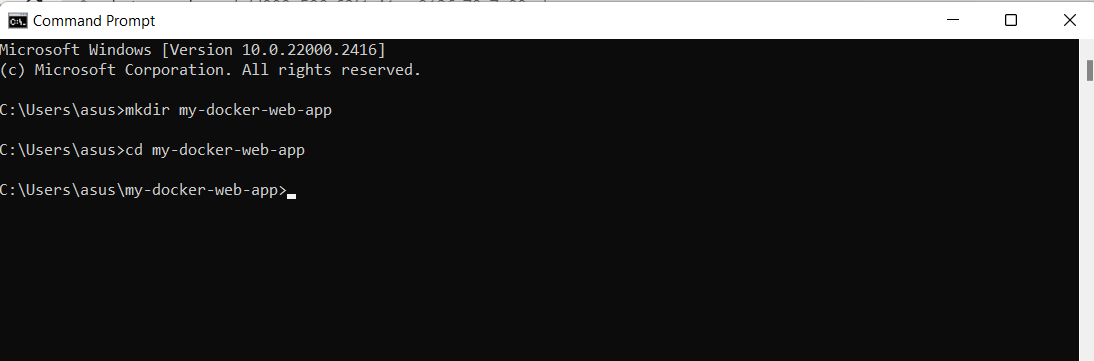 Command Prompt
Microsoft Windows [Version 10.0.22000.2416]
(c) Microsoft Corporation. All rights reserved.
C:\Users\asus>mkdir my-docker-web-app
C:\Users\asus>cd my-docker-web-app
C:\Users\asus\my-docker-web-app>